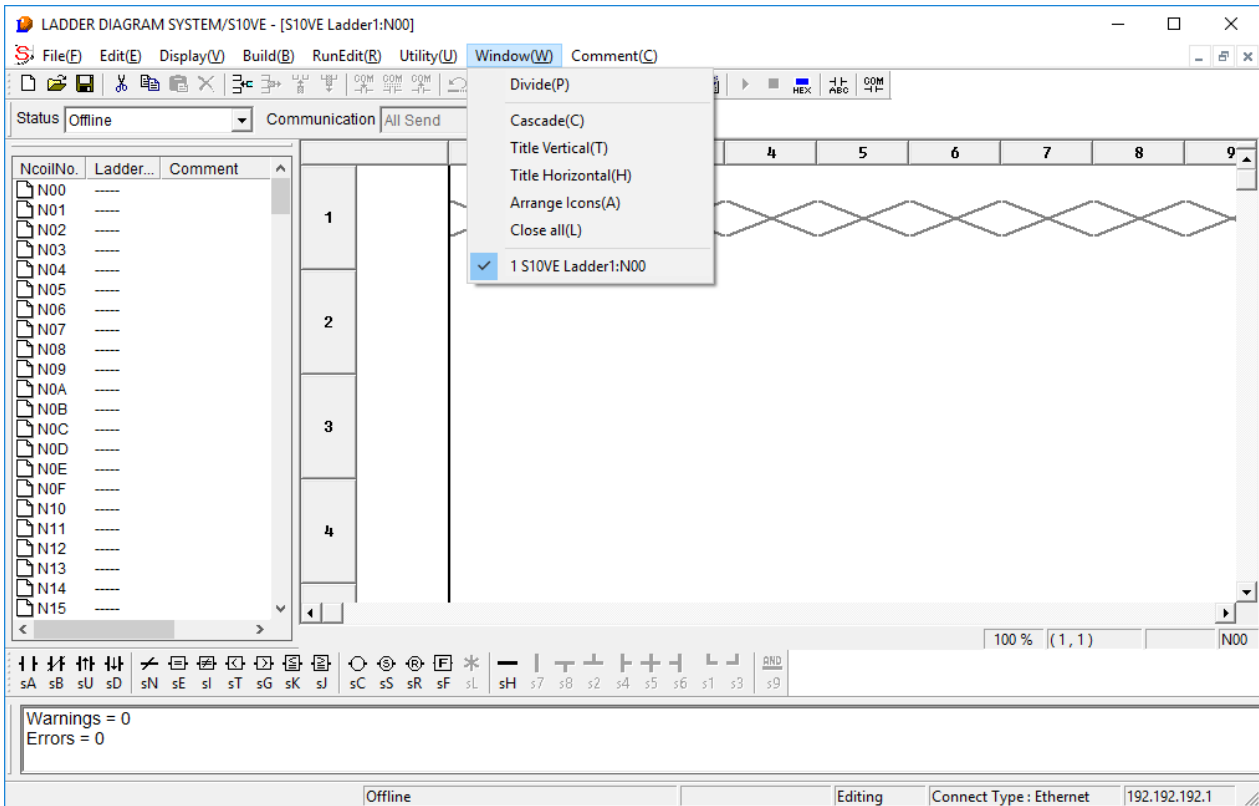 LADDER DIAGRAM SYSTEM/S10VE - [S10VE Ladder1:N00]
File(F) Edit(E) Display(V) Build(B) RunEdit(R) Utility(U) Window(W) Comment(C)
HEX ABC COM
COM COM COM
Divide(P)
Cascade(C)
Title Vertical(T)
Title Horizontal(H)
Arrange Icons(A)
Close all(L)
1 S10VE Ladder1:N00
Status Offline Communication All Send
NcoilNo. Ladder... Comment
N00 -----
N01 -----
N02 -----
N03 -----
N04 -----
N05 -----
N06 -----
N07 -----
N08 -----
N09 -----
N0A -----
N0B -----
N0C -----
N0D -----
N0E -----
N0F -----
N10 -----
N11 -----
N12 -----
N13 -----
N14 -----
N15 -----
4 5 6 7 8 9
1
2
3
4
100 % (1,1) N00
S R F AND
sA sB sU sD sN sE sI sT sG sK sJ sC sS sR sF sL sH s7 s8 s2 s4 s5 s6 s1 s3 s9
Warnings = 0
Errors = 0
Offline Editing Connect Type : Ethernet 192.192.192.1